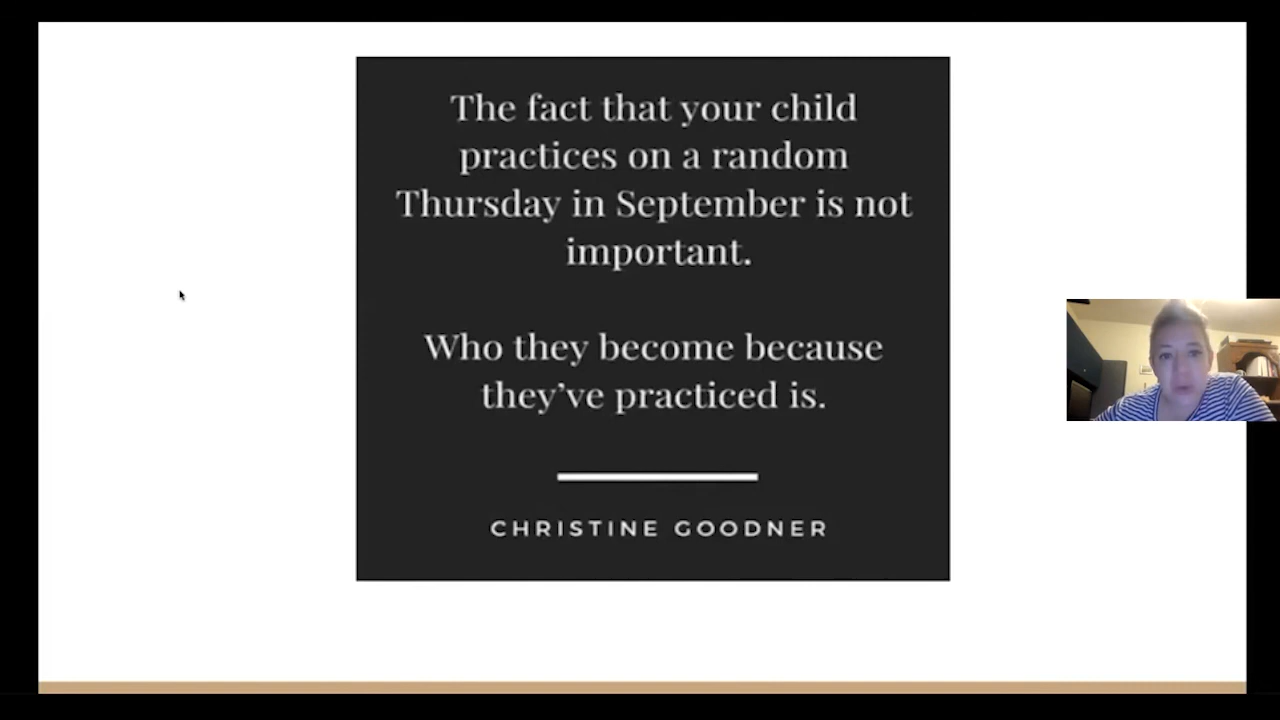 The fact that your child
practices on a random
Thursday in September is not
important.
Who they become because
they’ve practiced is.
CHRISTINE GOODNER